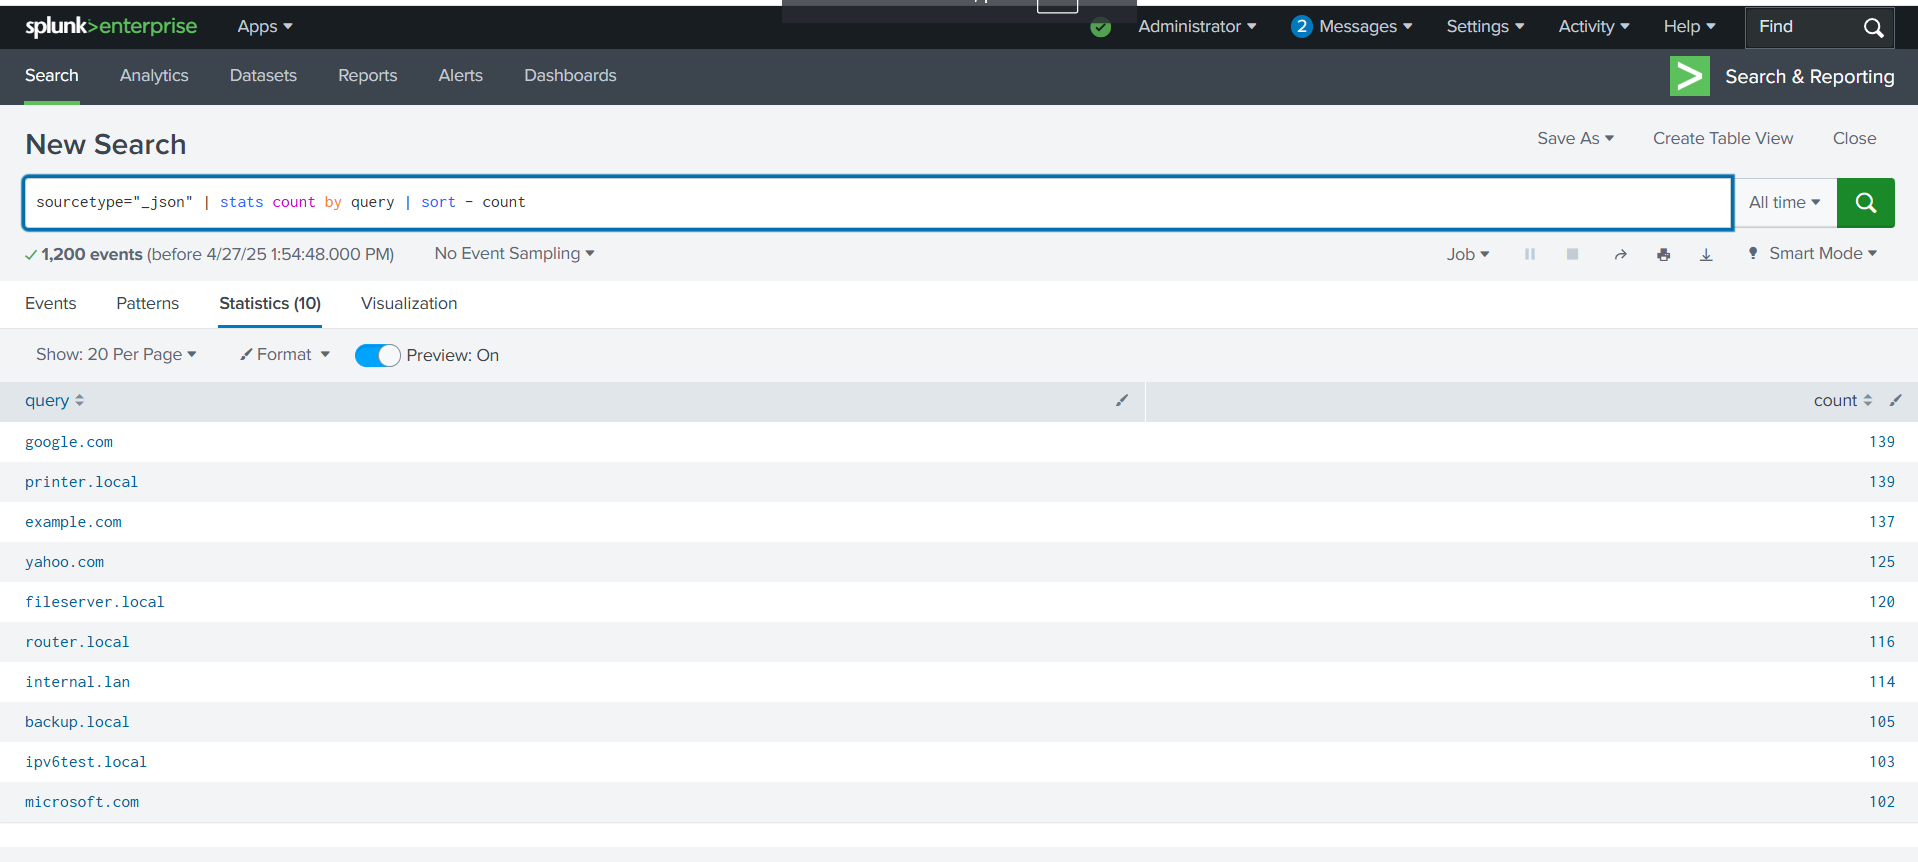 splunk>enterprise Apps Administrator 2 Messages Settings Activity Help Find
Search Analytics Datasets Reports Alerts Dashboards Search & Reporting
New Search Save As Create Table View Close
sourcetype="_json" | stats count by query | sort - count All time
1,200 events (before 4/27/25 1:54:48.000 PM) No Event Sampling Job Smart Mode
Events Patterns Statistics (10) Visualization
Show: 20 Per Page Format Preview: On
query count
google.com 139
printer.local 139
example.com 137
yahoo.com 125
fileserver.local 120
router.local 116
internal.lan 114
backup.local 105
ipv6test.local 103
microsoft.com 102